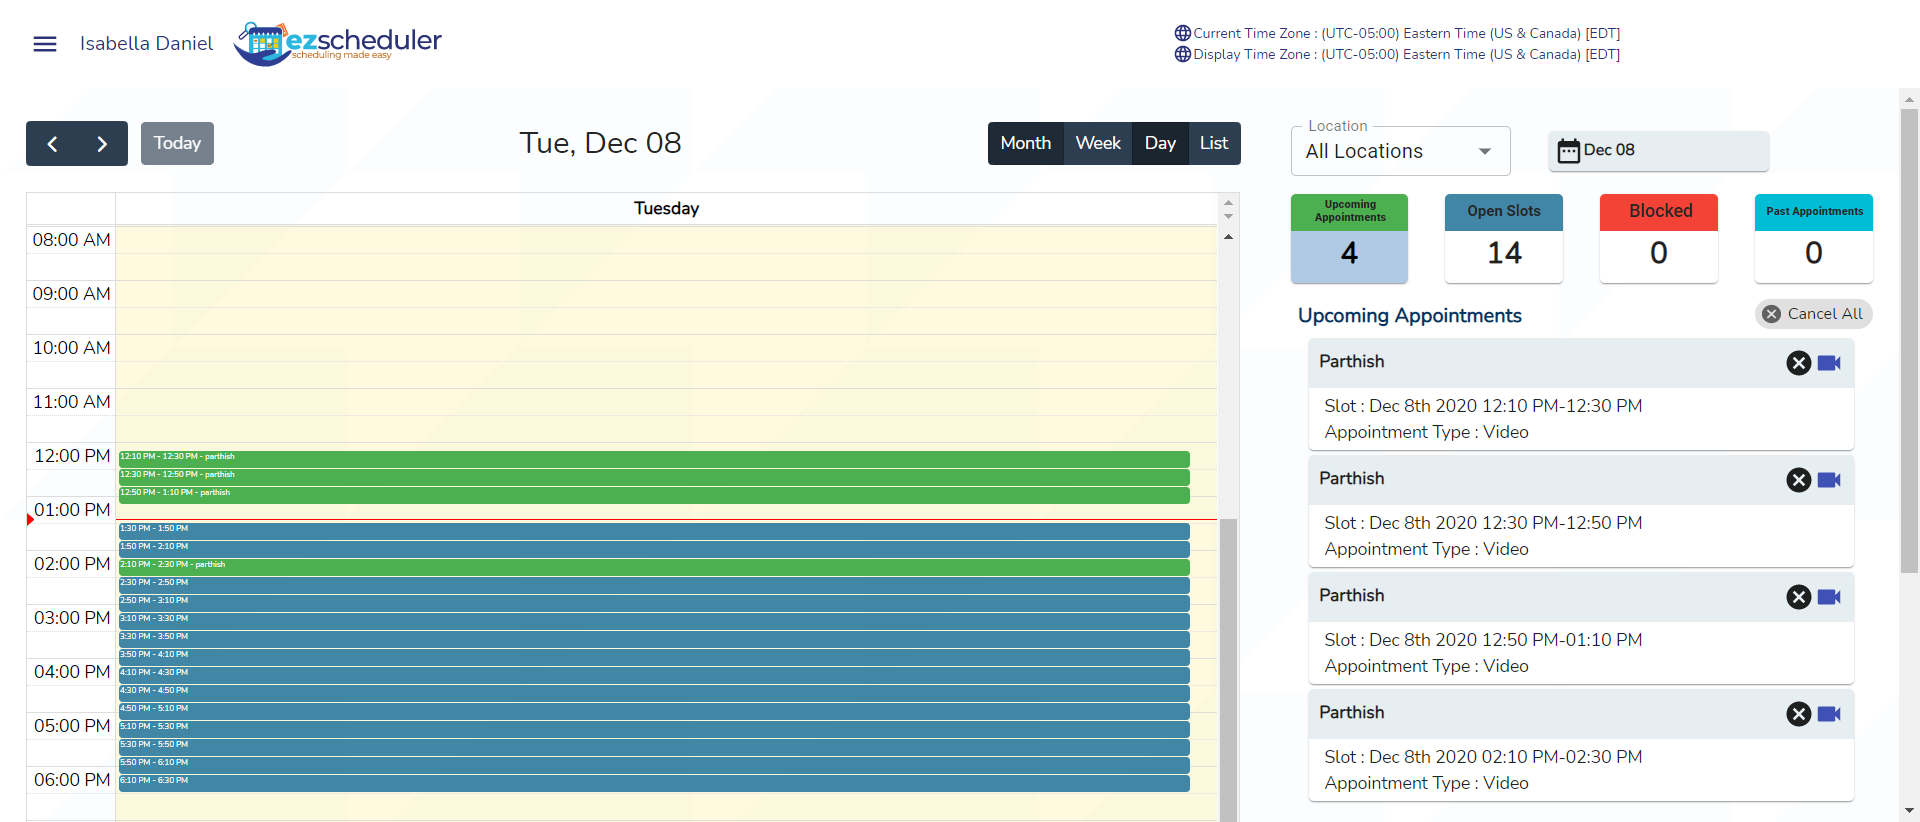 Isabella Daniel
ezscheduler
scheduling made easy
Current Time Zone : (UTC-05:00) Eastern Time (US & Canada) [EDT]
Display Time Zone : (UTC-05:00) Eastern Time (US & Canada) [EDT]
Today
Tue, Dec 08
Month Week Day List
Location
All Locations
Dec 08
Tuesday
08:00 AM
09:00 AM
10:00 AM
11:00 AM
12:00 PM
01:00 PM
02:00 PM
03:00 PM
04:00 PM
05:00 PM
06:00 PM
12:10 PM - 12:30 PM - parthish
12:30 PM - 12:50 PM - parthish
12:50 PM - 1:10 PM - parthish
1:30 PM - 1:50 PM
1:50 PM - 2:10 PM
2:10 PM - 2:30 PM - parthish
2:30 PM - 2:50 PM
2:50 PM - 3:10 PM
3:10 PM - 3:30 PM
3:30 PM - 3:50 PM
3:50 PM - 4:10 PM
4:10 PM - 4:30 PM
4:30 PM - 4:50 PM
4:50 PM - 5:10 PM
5:10 PM - 5:30 PM
5:30 PM - 5:50 PM
5:50 PM - 6:10 PM
6:10 PM - 6:30 PM
Upcoming
Appointments
4
Open Slots
14
Blocked
0
Past Appointments
0
Upcoming Appointments
Cancel All
Parthish
Slot : Dec 8th 2020 12:10 PM-12:30 PM
Appointment Type : Video
Parthish
Slot : Dec 8th 2020 12:30 PM-12:50 PM
Appointment Type : Video
Parthish
Slot : Dec 8th 2020 12:50 PM-01:10 PM
Appointment Type : Video
Parthish
Slot : Dec 8th 2020 02:10 PM-02:30 PM
Appointment Type : Video